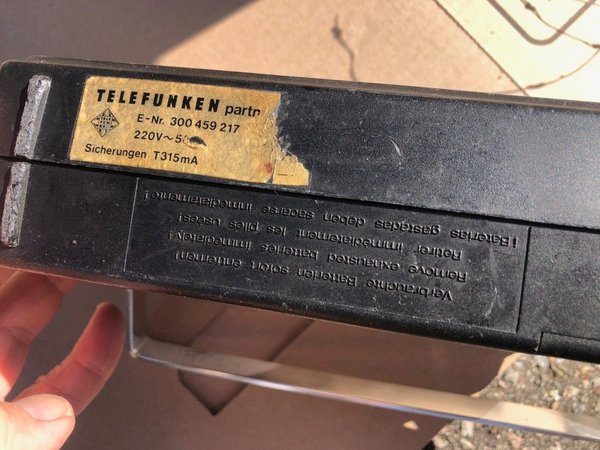 TELEFUNKEN partn
E-Nr. 300 459 217
220V~5
Sicherungen T315mA
Verbrauchte Batterien sofort entfernen!
Remove exhausted batteries immediately!
Retirer immédiatement les piles usées!
¡Baterías gastadas deben sacarse inmediatamente!